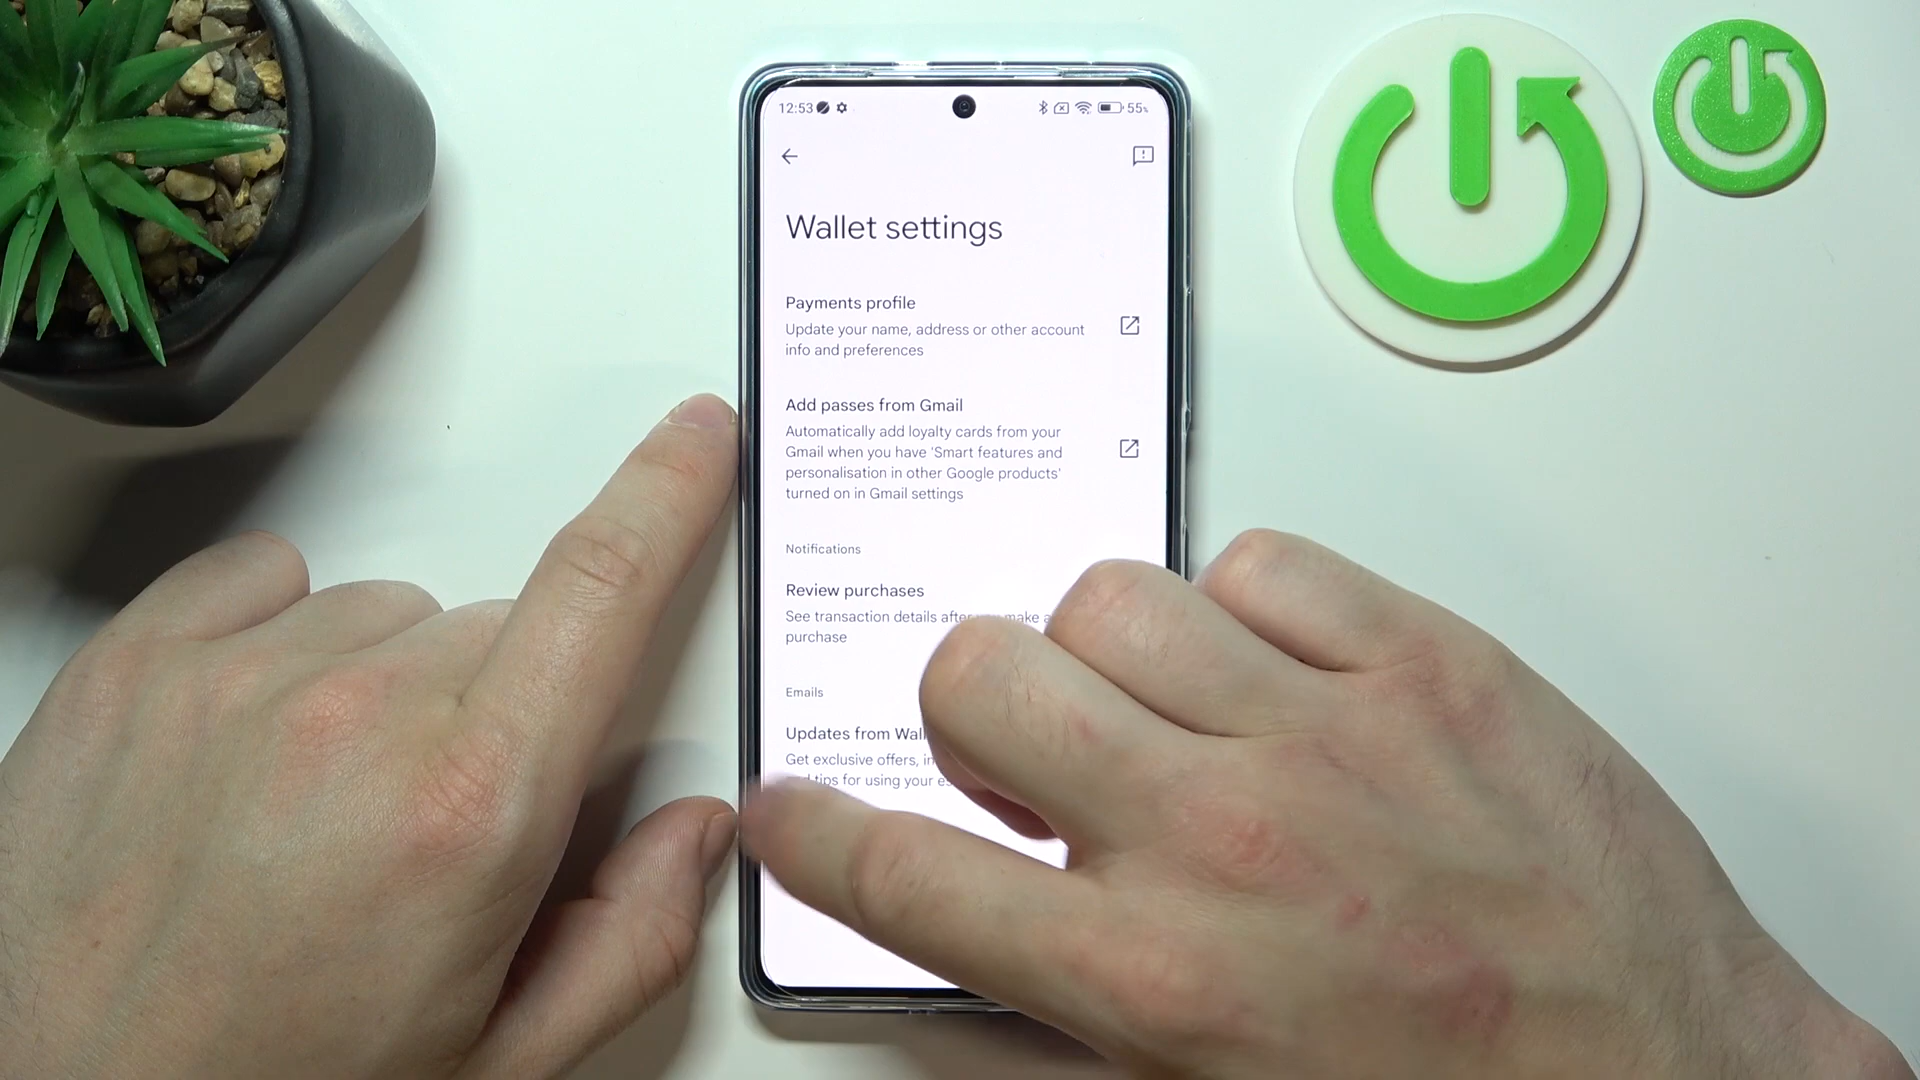 12:53 55%
Wallet settings
Payments profile
Update your name, address or other account
info and preferences
Add passes from Gmail
Automatically add loyalty cards from your
Gmail when you have 'Smart features and
personalisation in other Google products'
turned on in Gmail settings
Notifications
Review purchases
See transaction details after make a
purchase
Emails
Updates from
Get exclusive offers,
tips for using your